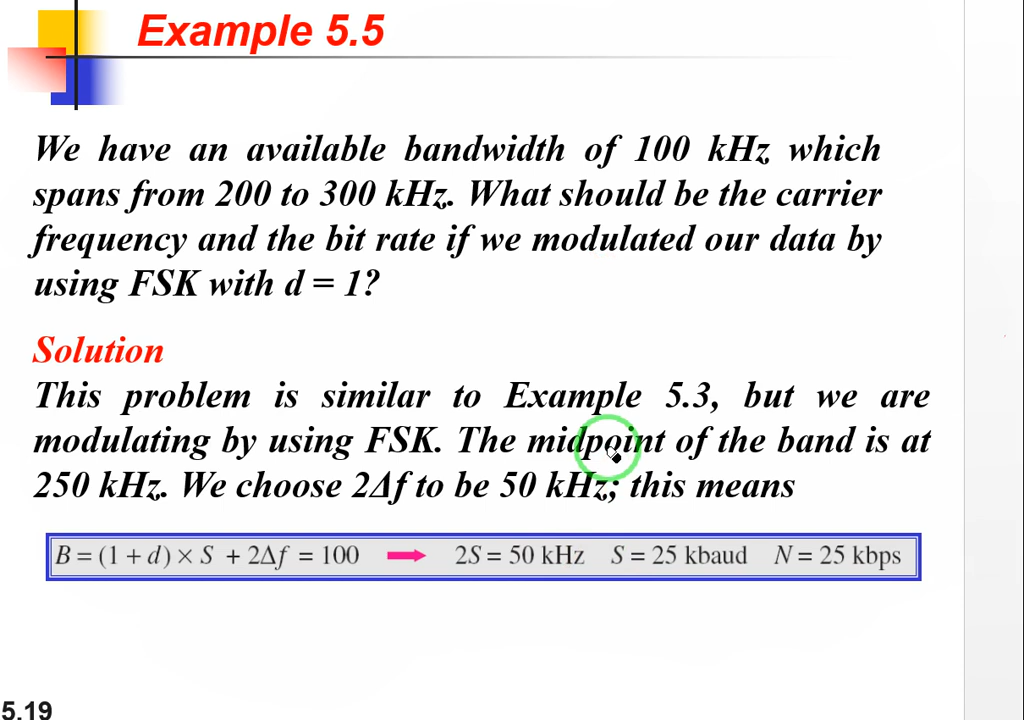 Example 5.5
We have an available bandwidth of 100 kHz which
spans from 200 to 300 kHz. What should be the carrier
frequency and the bit rate if we modulated our data by
using FSK with d = 1?
Solution
This problem is similar to Example 5.3, but we are
modulating by using FSK. The midpoint of the band is at
250 kHz. We choose 2Δf to be 50 kHz; this means
B = (1 + d) × S + 2Δf = 100 2S = 50 kHz S = 25 kbaud N = 25 kbps
5.19